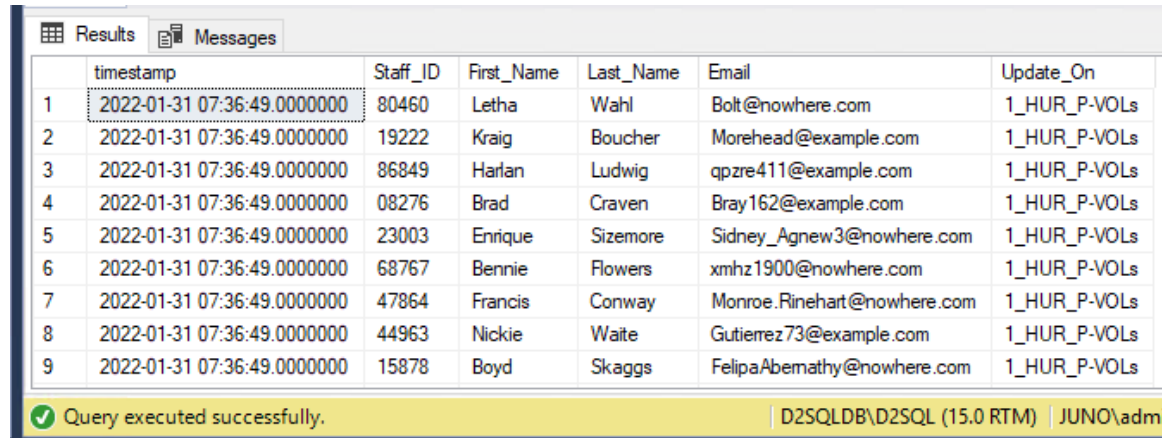 Results Messages
timestamp Staff_ID First_Name Last_Name Email Update_On
1 2022-01-31 07:36:49.0000000 80460 Letha Wahl Bolt@nowhere.com 1_HUR_P-VOLs
2 2022-01-31 07:36:49.0000000 19222 Kraig Boucher Morehead@example.com 1_HUR_P-VOLs
3 2022-01-31 07:36:49.0000000 86849 Harlan Ludwig qpzre411@example.com 1_HUR_P-VOLs
4 2022-01-31 07:36:49.0000000 08276 Brad Craven Bray162@example.com 1_HUR_P-VOLs
5 2022-01-31 07:36:49.0000000 23003 Enrique Sizemore Sidney_Agnew3@nowhere.com 1_HUR_P-VOLs
6 2022-01-31 07:36:49.0000000 68767 Bennie Flowers xmhz1900@nowhere.com 1_HUR_P-VOLs
7 2022-01-31 07:36:49.0000000 47864 Francis Conway Monroe.Rinehart@nowhere.com 1_HUR_P-VOLs
8 2022-01-31 07:36:49.0000000 44963 Nickie Waite Gutierrez73@example.com 1_HUR_P-VOLs
9 2022-01-31 07:36:49.0000000 15878 Boyd Skaggs FelipaAbernathy@nowhere.com 1_HUR_P-VOLs
Query executed successfully. D2SQLDB\D2SQL (15.0 RTM) JUNO\adm